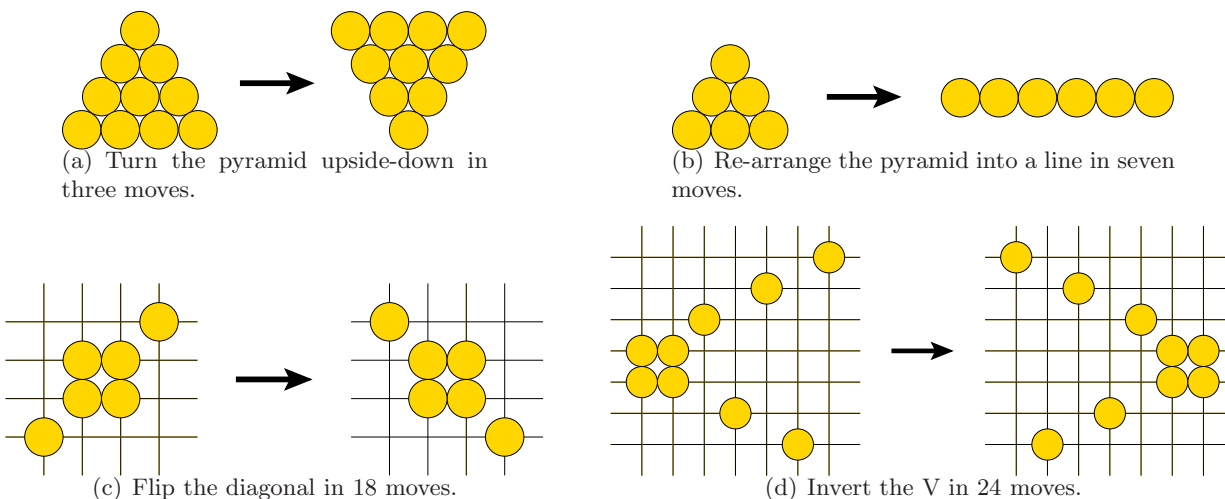 (a) Turn the pyramid upside-down in
three moves.
(b) Re-arrange the pyramid into a line in seven
moves.
(c) Flip the diagonal in 18 moves.
(d) Invert the V in 24 moves.